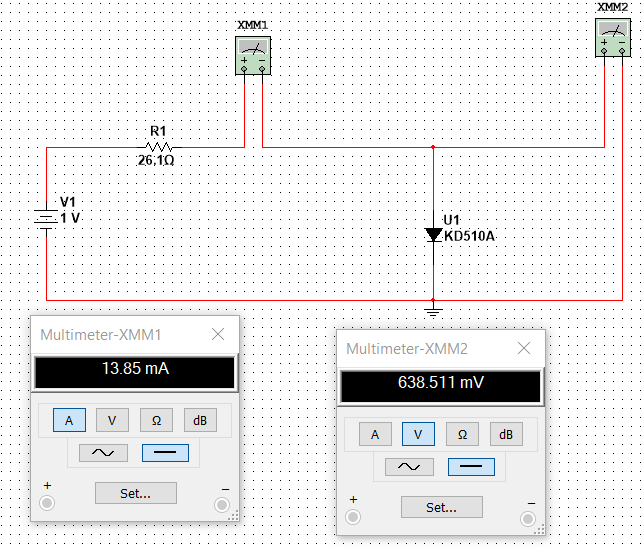 XMM1
XMM2
R1
26,1Ω
V1
1 V
U1
KD510A
Multimeter-XMM1
13.85 mA
A V Ω dB
+ Set... −
Multimeter-XMM2
638.511 mV
A V Ω dB
+ Set... −